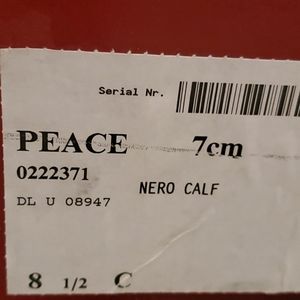 Serial Nr.
PEACE 7cm
0222371
NERO CALF
DL U 08947
8 1/2 C